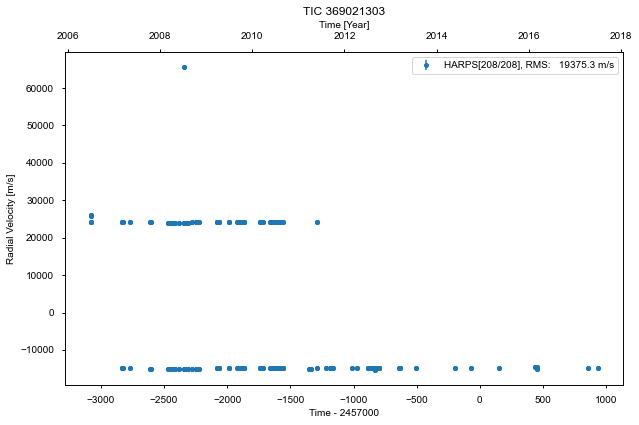 TIC 369021303
Time [Year]
2006 2008 2010 2012 2014 2016 2018
HARPS[208/208], RMS: 19375.3 m/s
60000
50000
40000
30000
20000
10000
0
−10000
Radial Velocity [m/s]
−3000 −2500 −2000 −1500 −1000 −500 0 500 1000
Time - 2457000